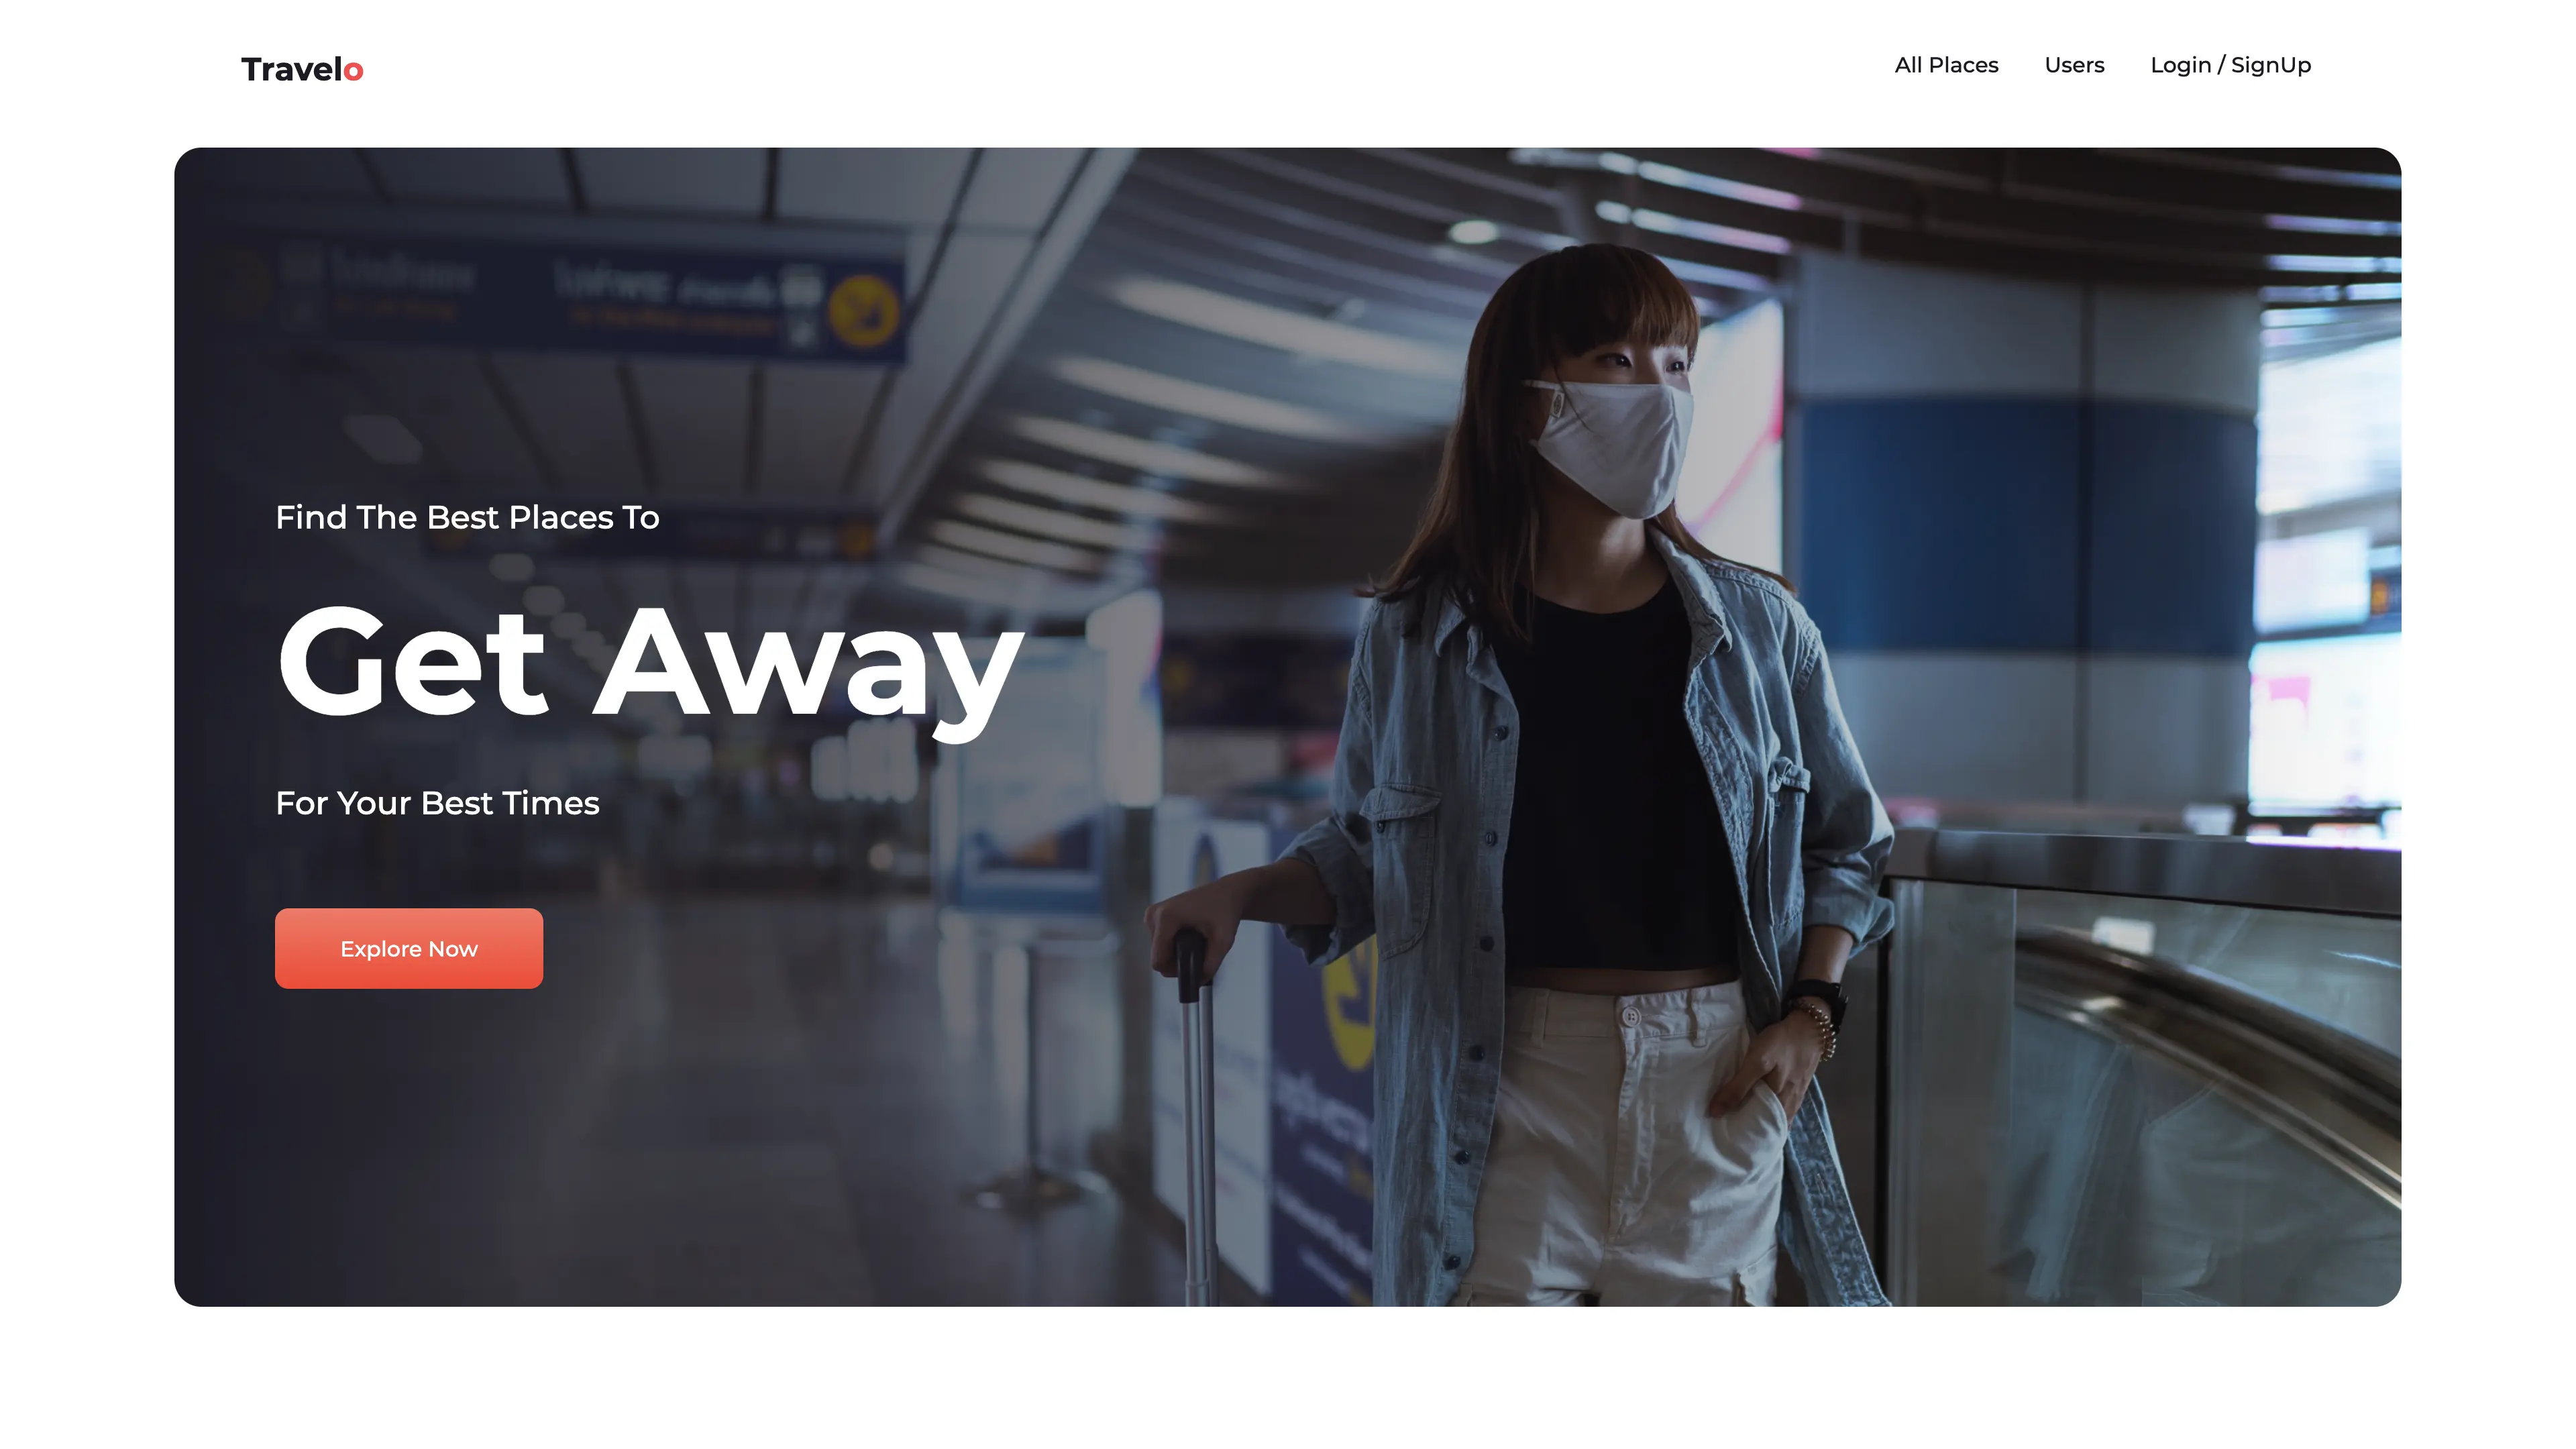 Travelo
All Places
Users
Login / SignUp
Find The Best Places To
Get Away
For Your Best Times
Explore Now